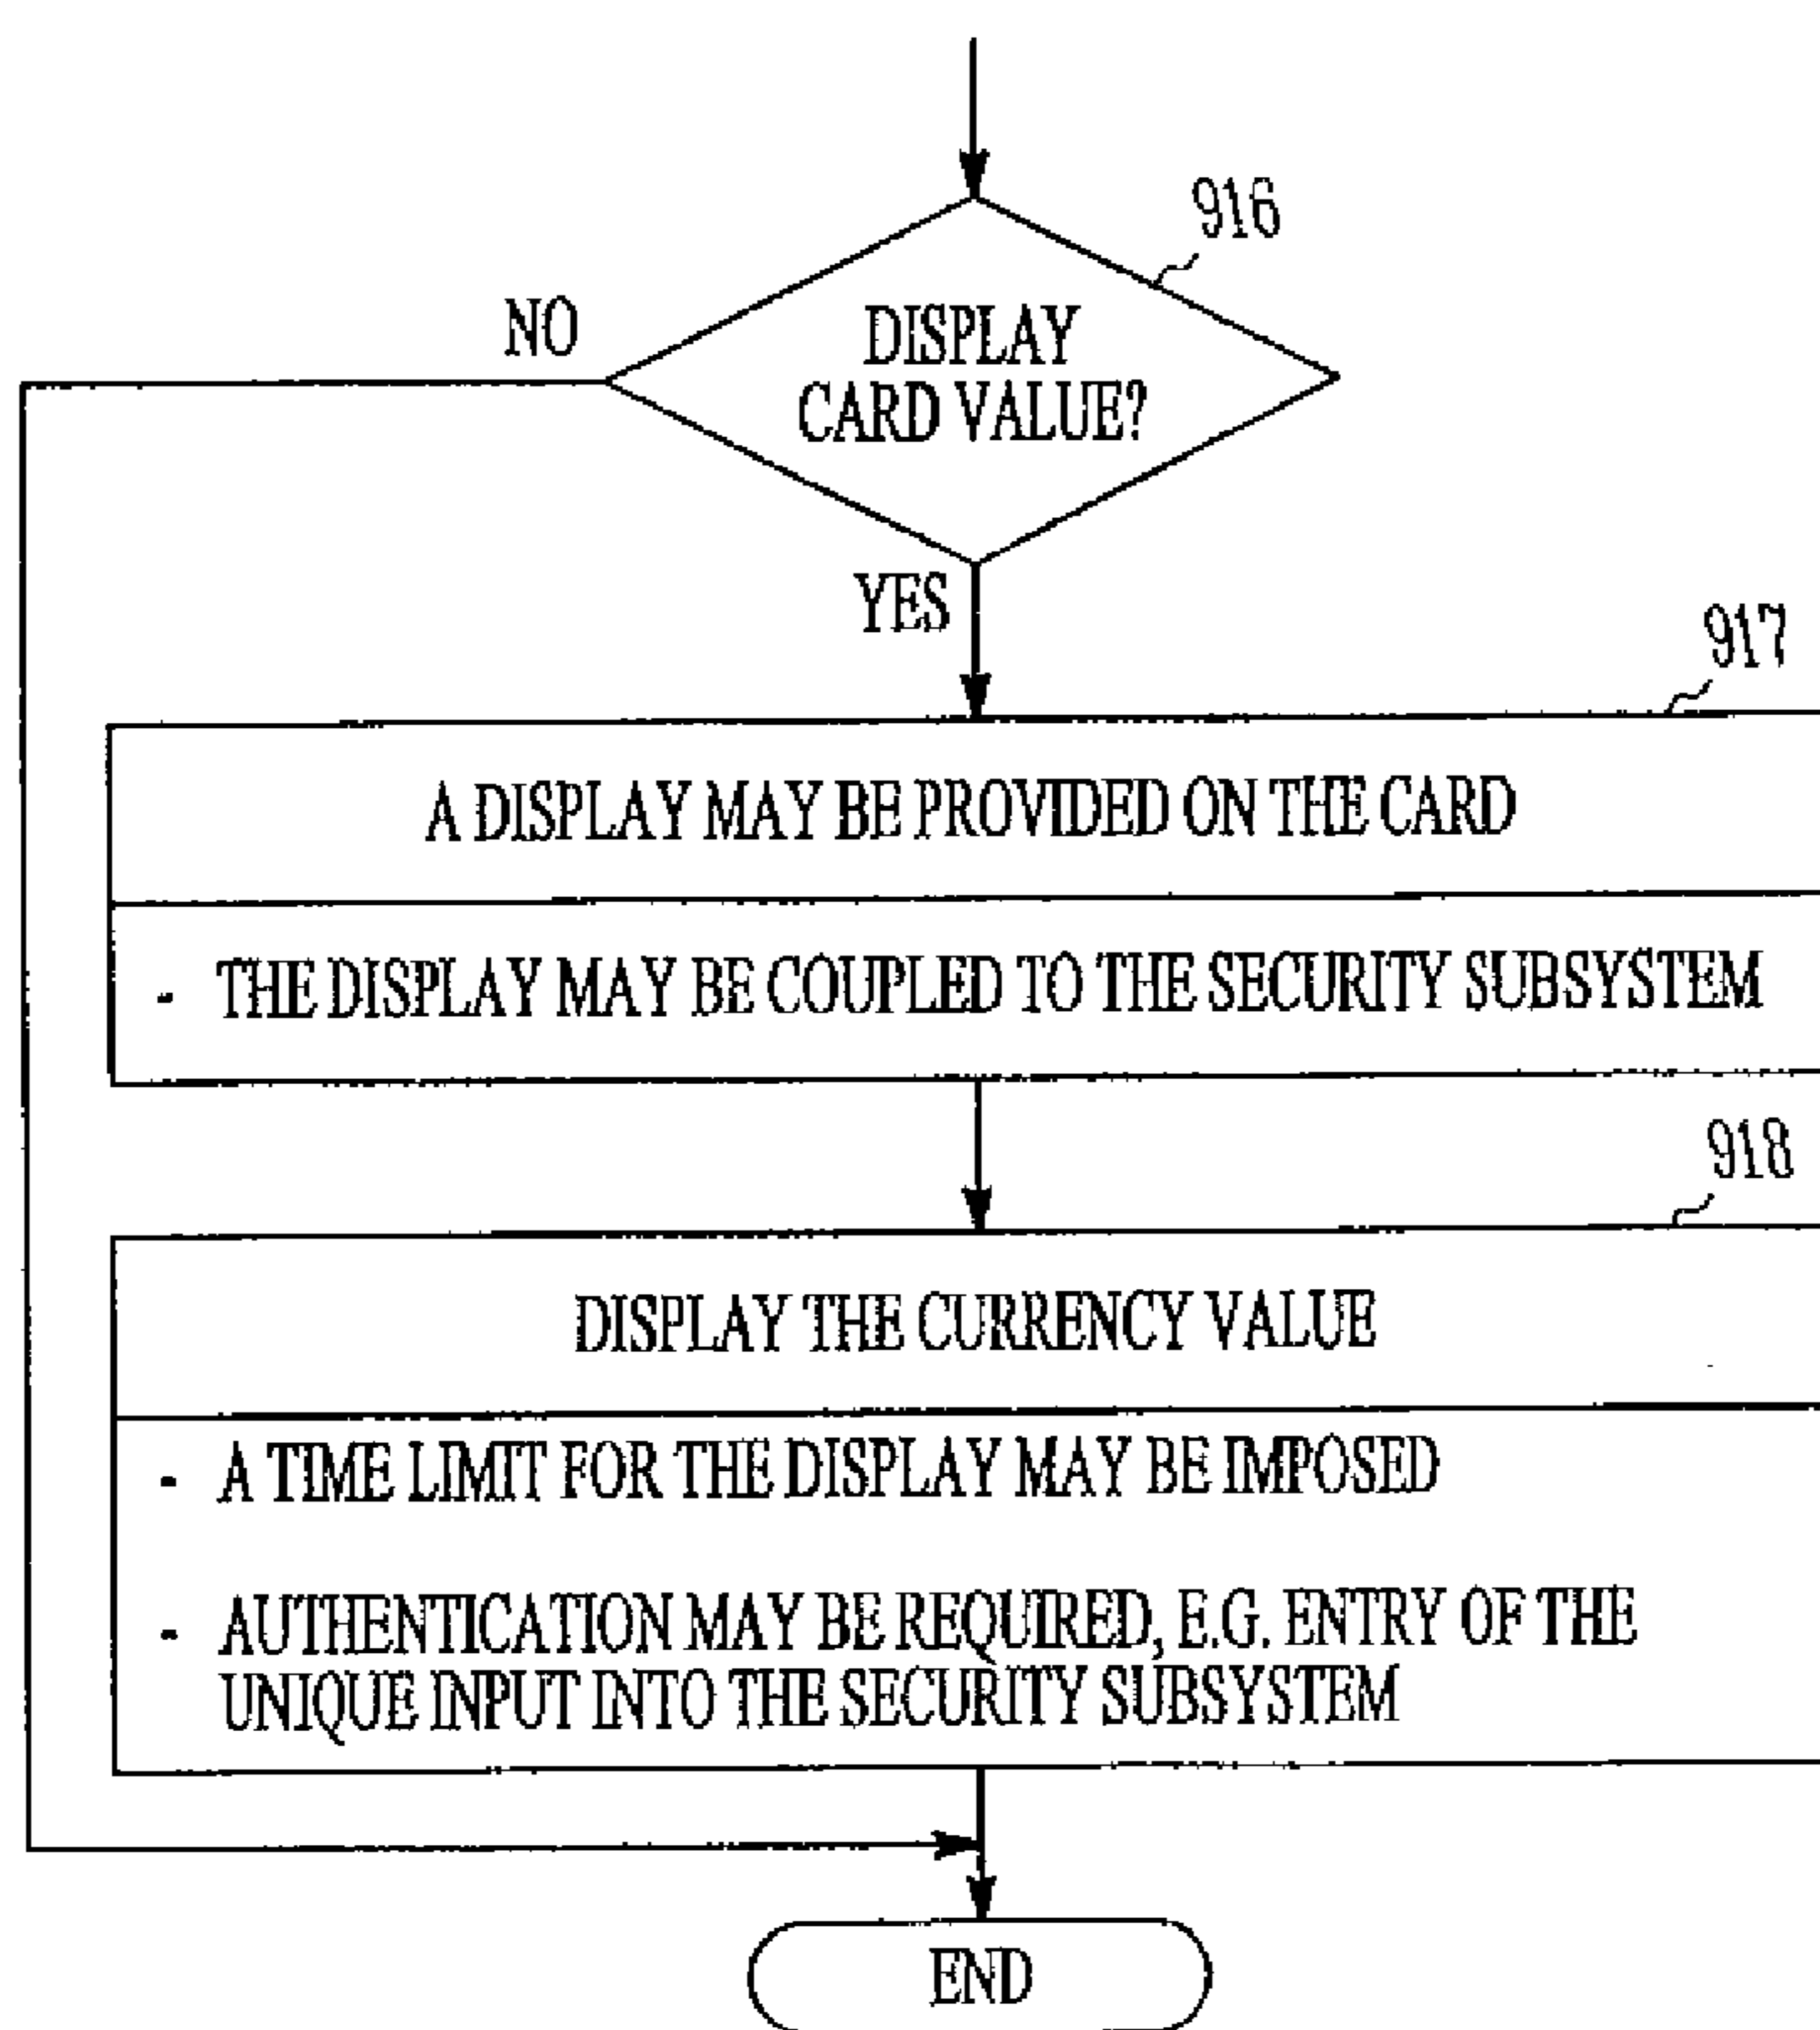 916
NO
DISPLAY
CARD VALUE?
YES
917
A DISPLAY MAY BE PROVIDED ON THE CARD
- THE DISPLAY MAY BE COUPLED TO THE SECURITY SUBSYSTEM
918
DISPLAY THE CURRENCY VALUE
- A TIME LIMIT FOR THE DISPLAY MAY BE IMPOSED
- AUTHENTICATION MAY BE REQUIRED, E.G. ENTRY OF THE
UNIQUE INPUT INTO THE SECURITY SUBSYSTEM
END